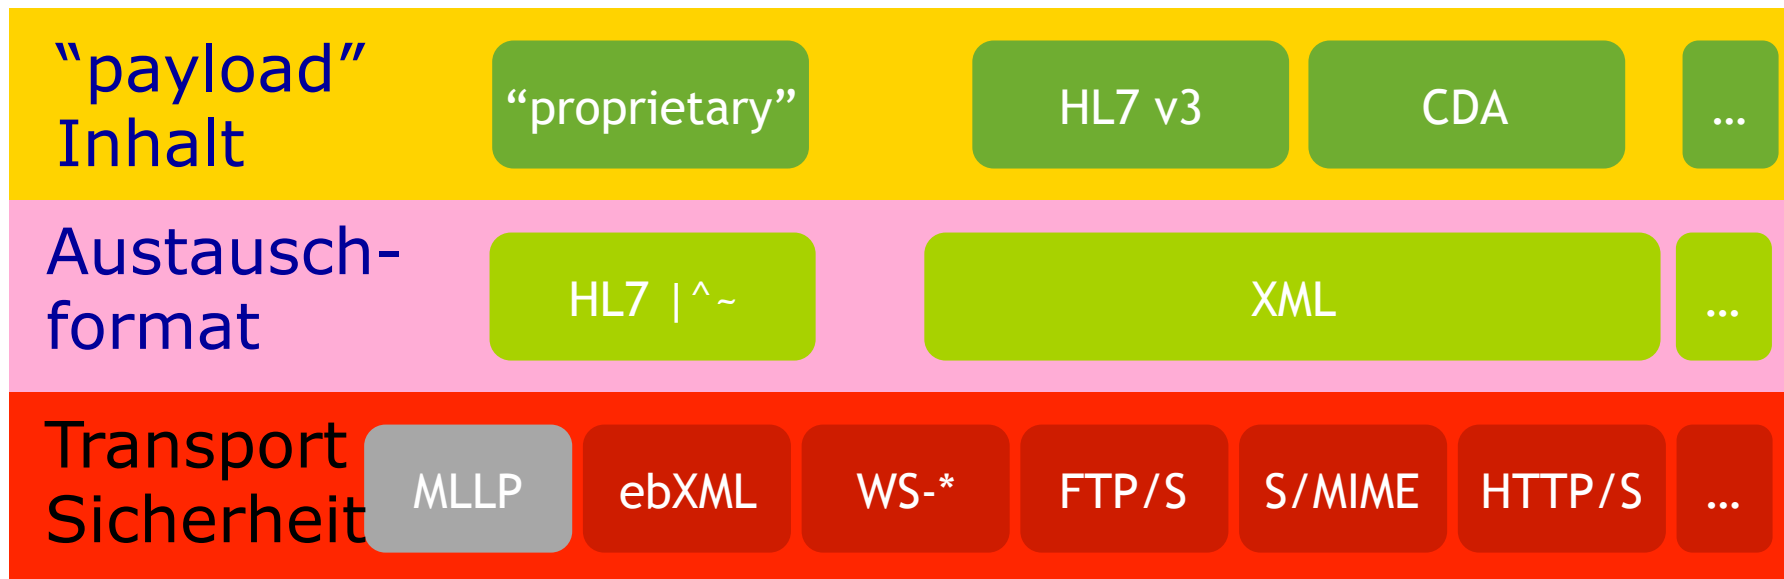 “payload”
Inhalt
“proprietary”
HL7 v3
CDA
...
Austausch-
format
HL7 |^~
XML
...
Transport
Sicherheit
MLLP
ebXML
WS-*
FTP/S
S/MIME
HTTP/S
...